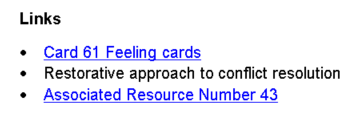 Links
• Card 61 Feeling cards
• Restorative approach to conflict resolution
• Associated Resource Number 43